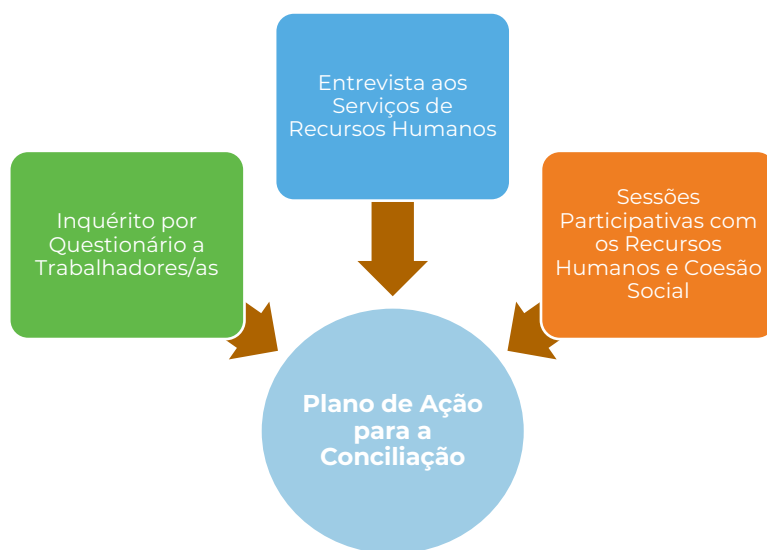 Entrevista aos
Serviços de
Recursos Humanos
Inquérito por
Questionário a
Trabalhadores/as
Sessões
Participativas com
os Recursos
Humanos e Coesão
Social
Plano de Ação
para a
Conciliação